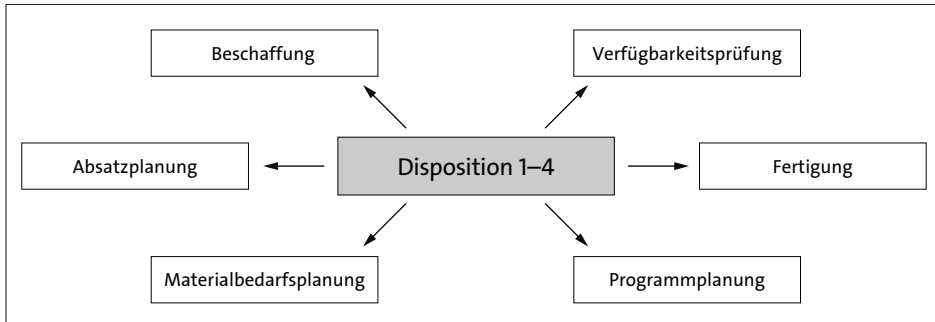 Beschaffung
Verfügbarkeitsprüfung
Absatzplanung
Disposition 1–4
Fertigung
Materialbedarfsplanung
Programmplanung